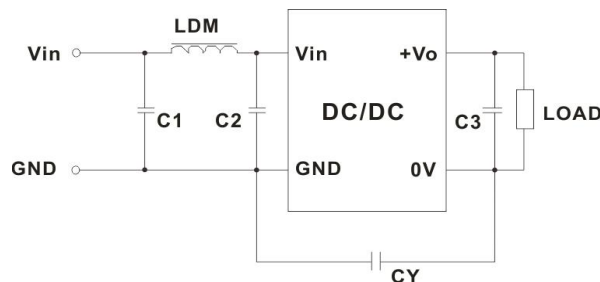 LDM
Vin
Vin
+Vo
C1
C2
DC/DC
C3
LOAD
GND
GND
0V
CY